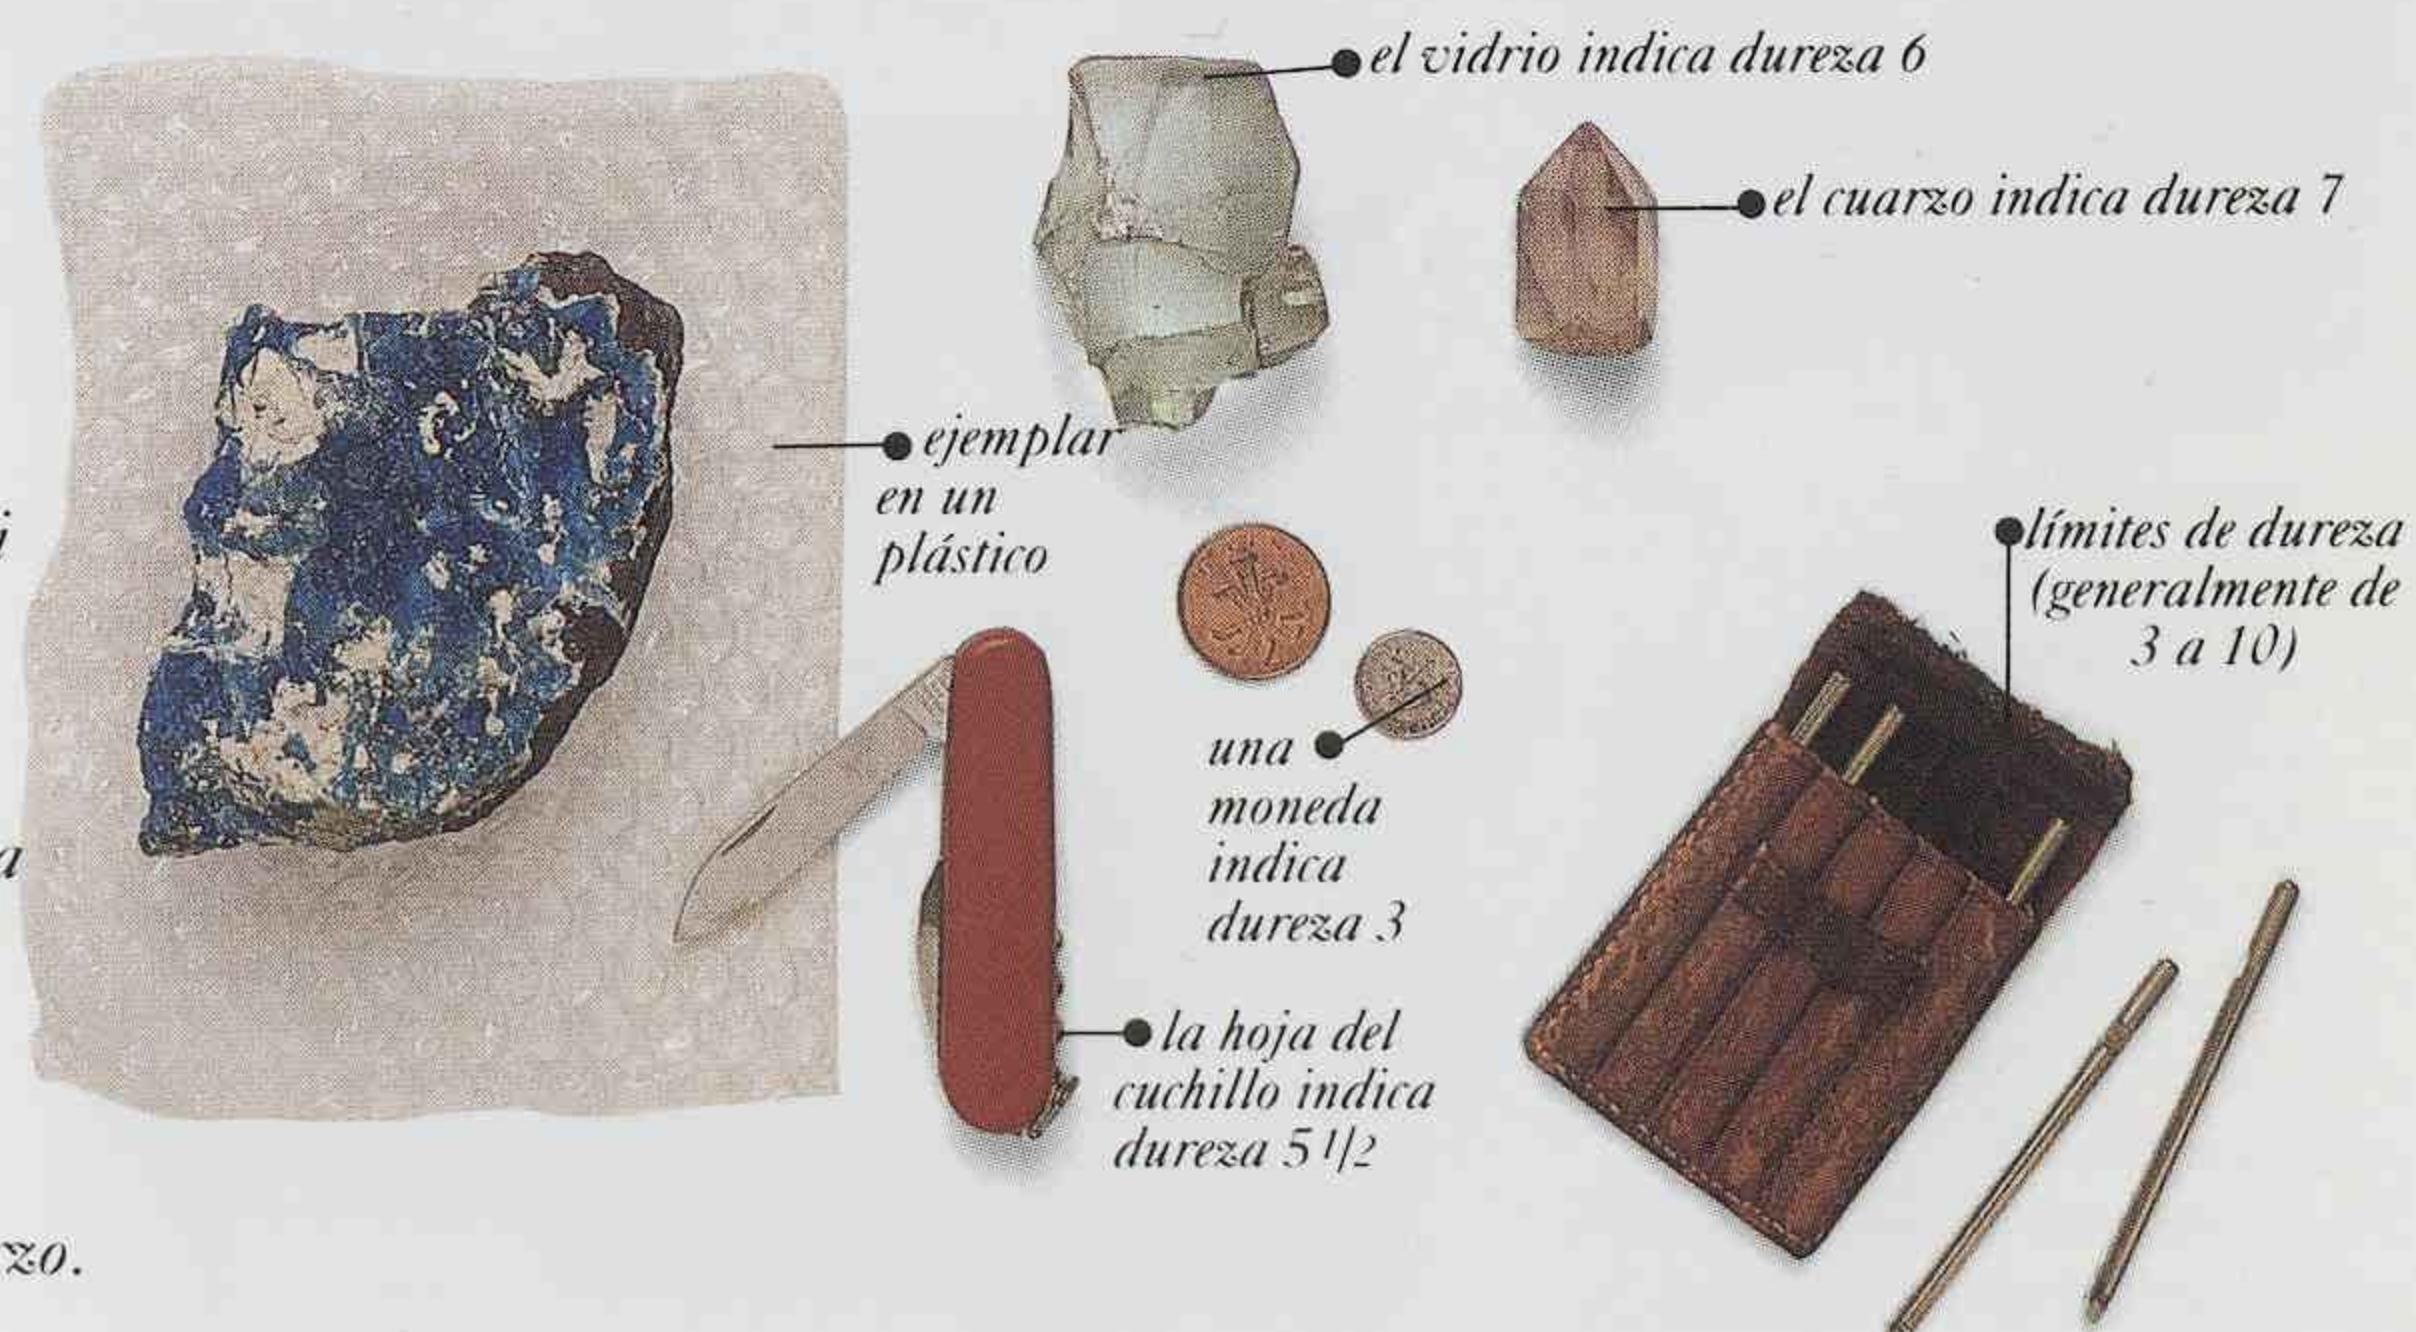 el vidrio indica dureza 6
el cuarzo indica dureza 7
ejemplar
en un
plástico
límites de dureza
(generalmente de
3 a 10)
una
moneda
indica
dureza 3
la hoja del
cuchillo indica
dureza 5 1/2
i
a
zo.